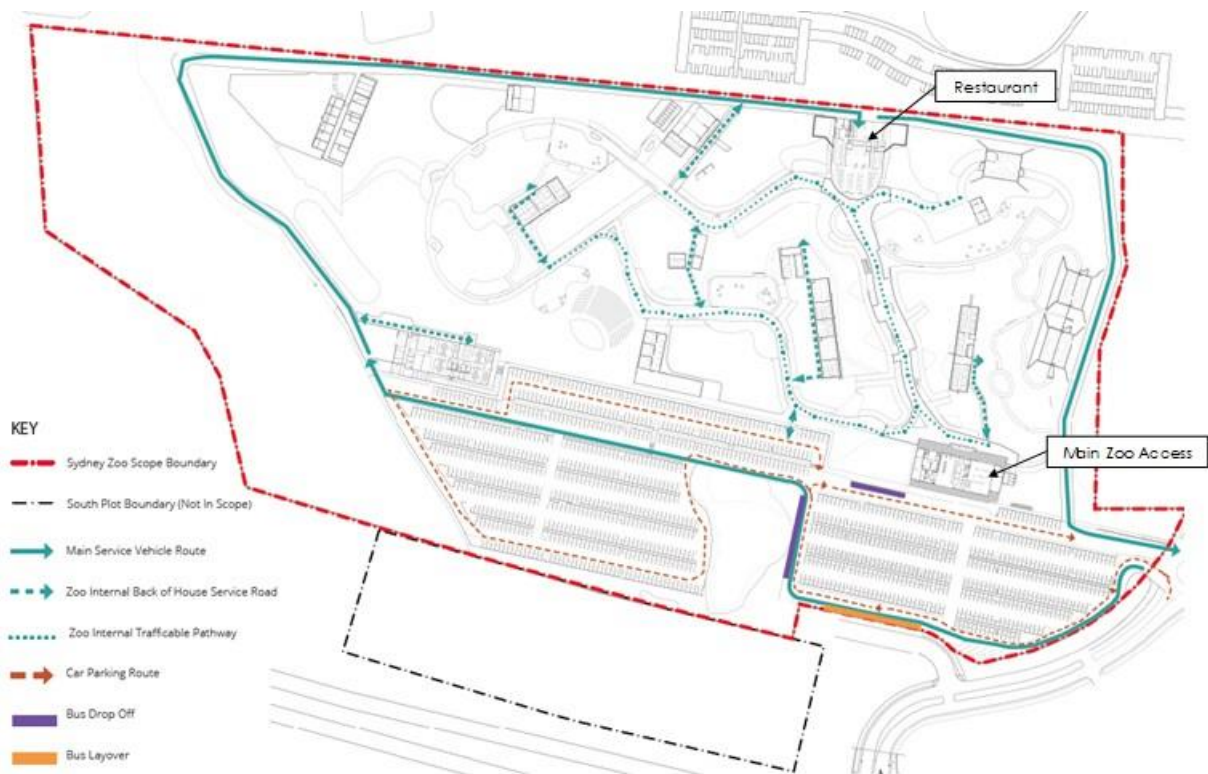 Restaurant
Main Zoo Access
KEY
Sydney Zoo Scope Boundary
South Plot Boundary (Not In Scope)
Main Service Vehicle Route
Zoo Internal Back of House Service Road
Zoo Internal Trafficable Pathway
Car Parking Route
Bus Drop Off
Bus Layover